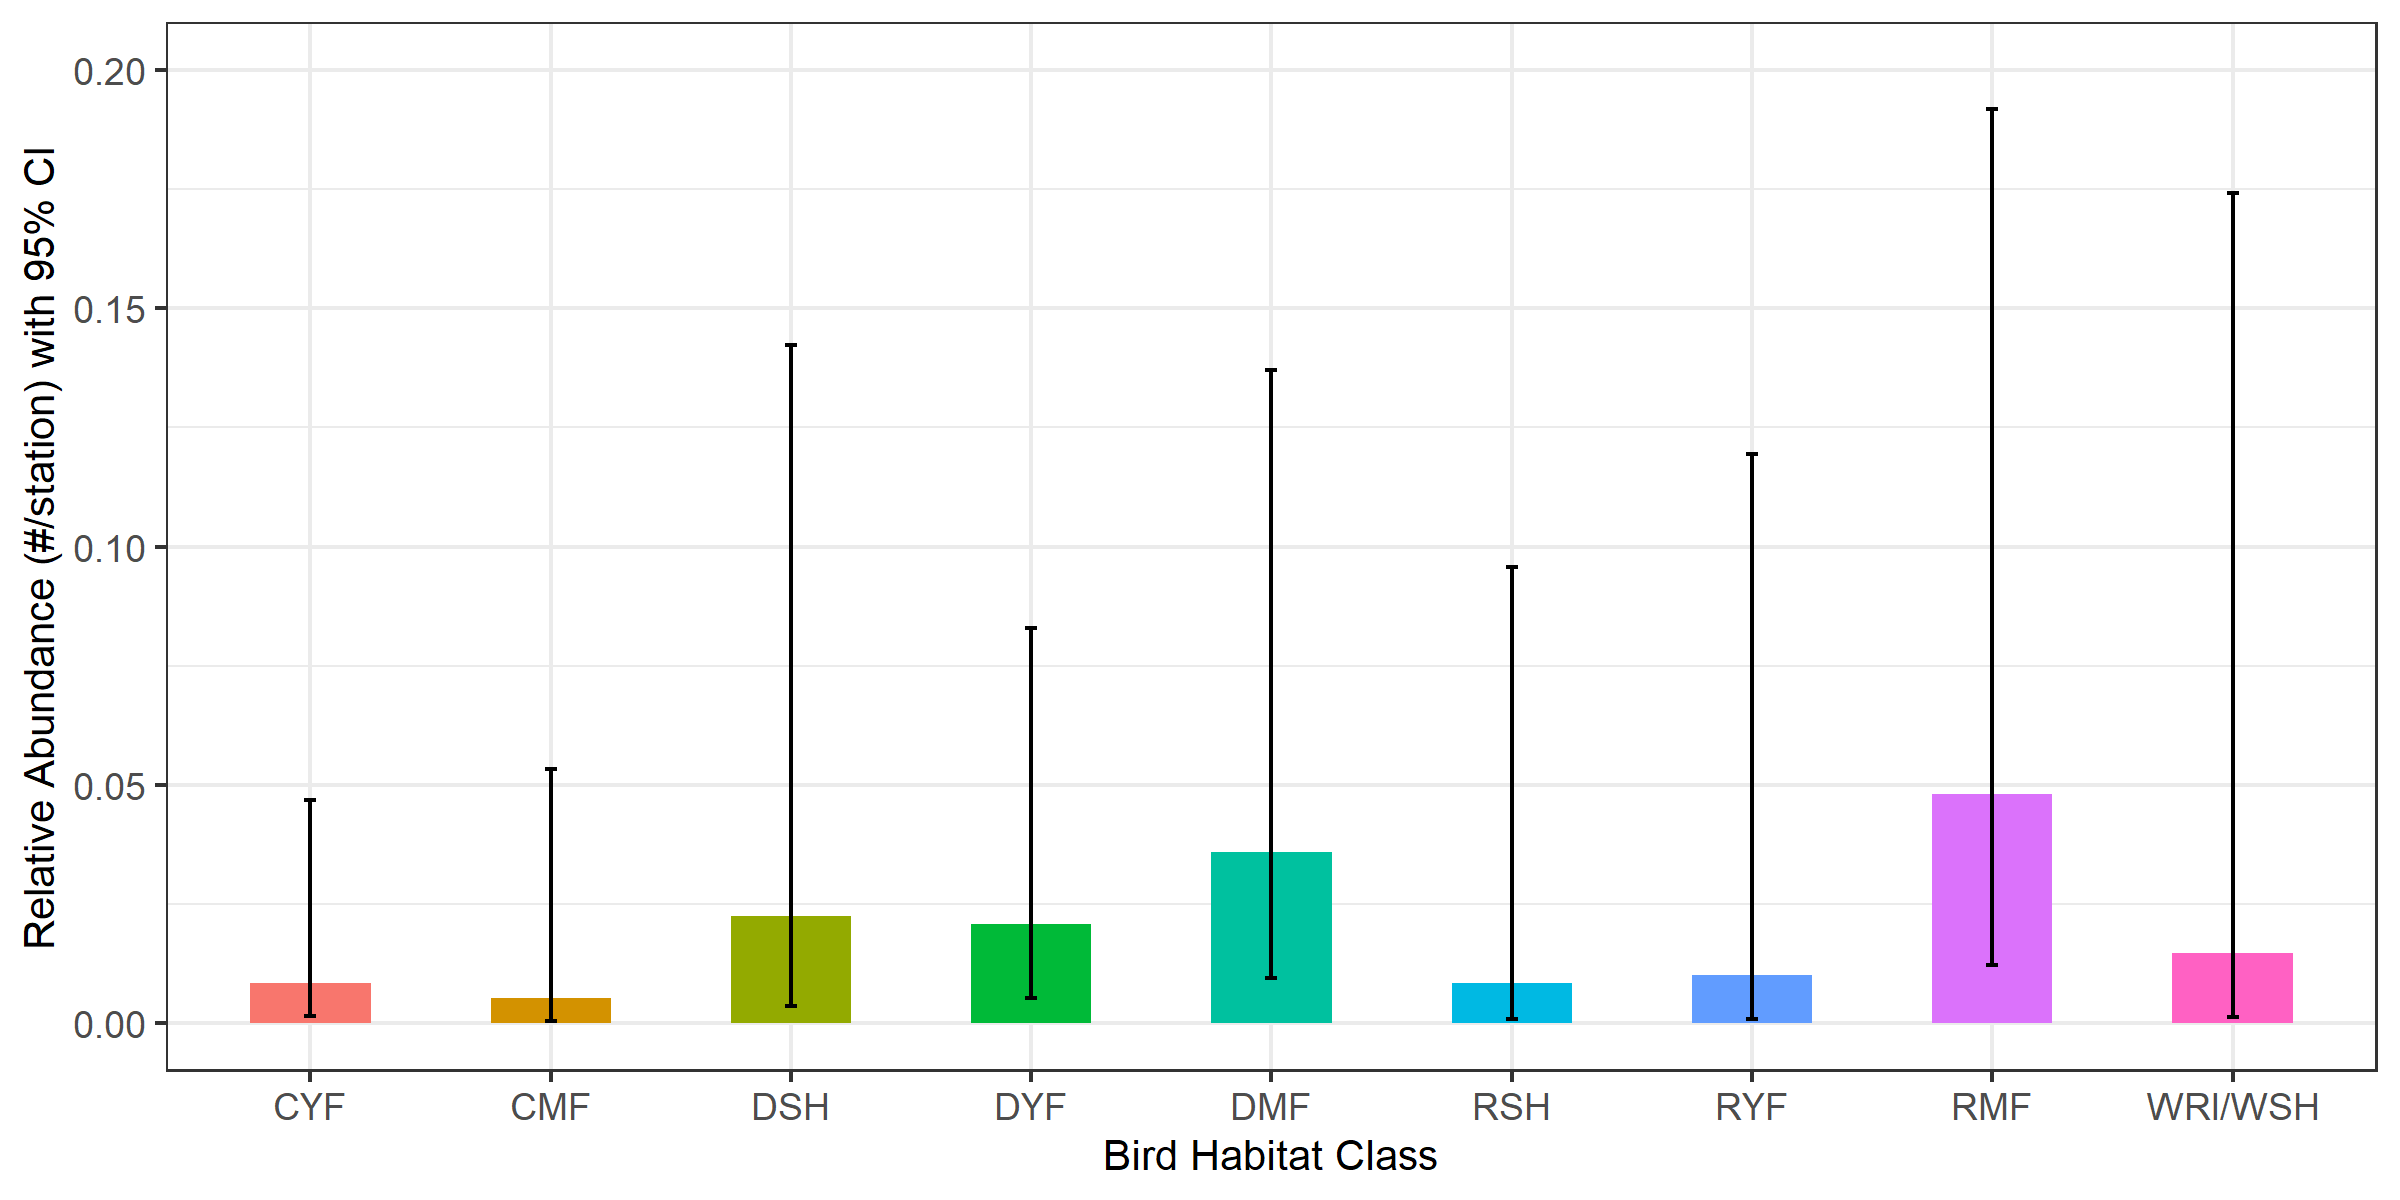 Relative Abundance (#/station) with 95% CI
0.20
0.15
0.10
0.05
0.00
CYF CMF DSH DYF DMF RSH RYF RMF WRI/WSH
Bird Habitat Class